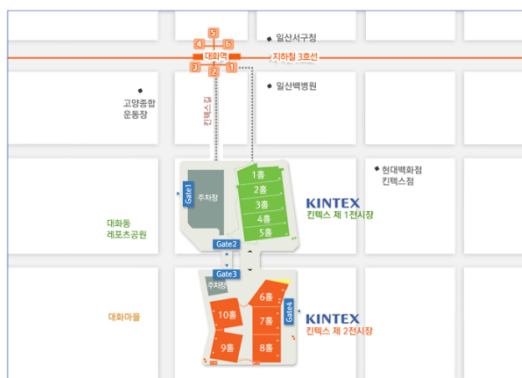 5
4
6
일산서구청
대화역
지하철 3호선
3
2
1
일산백병원
고양종합
운동장
킨텍스길
현대백화점
킨텍스점
주차장
Gate1
1홀
2홀
3홀
4홀
5홀
KINTEX
킨텍스 제 1전시장
대화동
레포츠공원
Gate2
Gate3
주차장
6홀
Gate4
10홀
7홀
KINTEX
킨텍스 제 2전시장
대화마을
9홀
8홀